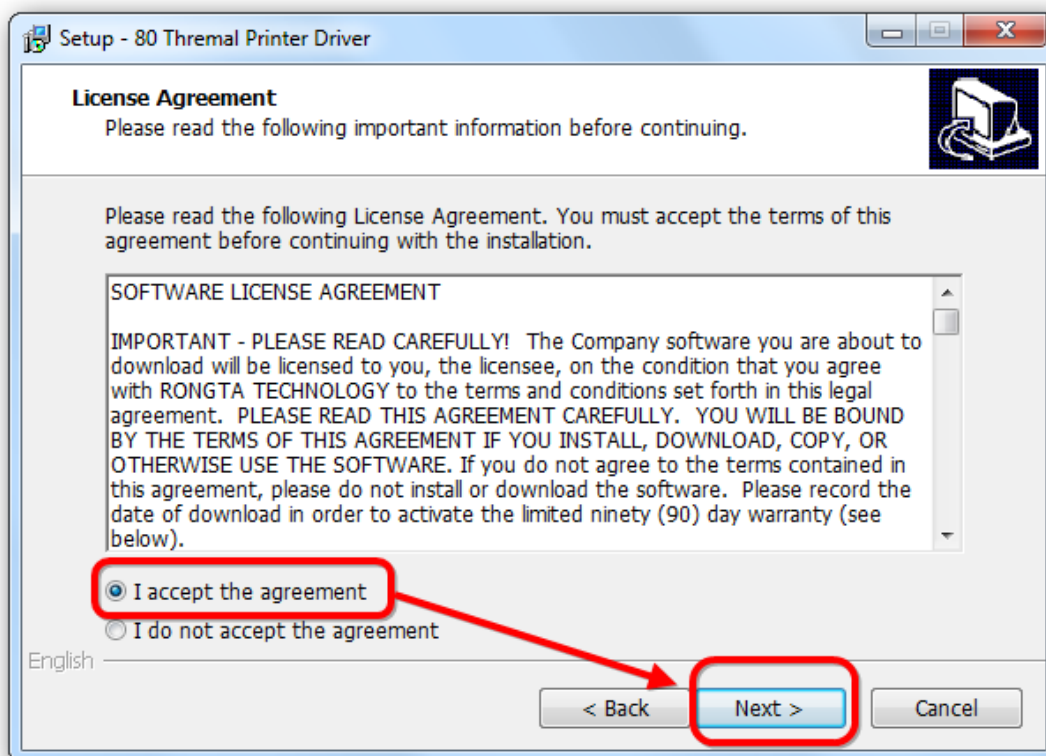 Setup - 80 Thremal Printer Driver
License Agreement
Please read the following important information before continuing.
Please read the following License Agreement. You must accept the terms of this
agreement before continuing with the installation.
SOFTWARE LICENSE AGREEMENT
IMPORTANT - PLEASE READ CAREFULLY!  The Company software you are about to
download will be licensed to you, the licensee, on the condition that you agree
with RONGTA TECHNOLOGY to the terms and conditions set forth in this legal
agreement.  PLEASE READ THIS AGREEMENT CAREFULLY.  YOU WILL BE BOUND
BY THE TERMS OF THIS AGREEMENT IF YOU INSTALL, DOWNLOAD, COPY, OR
OTHERWISE USE THE SOFTWARE. If you do not agree to the terms contained in
this agreement, please do not install or download the software.  Please record the
date of download in order to activate the limited ninety (90) day warranty (see
below).
I accept the agreement
I do not accept the agreement
English
< Back
Next >
Cancel